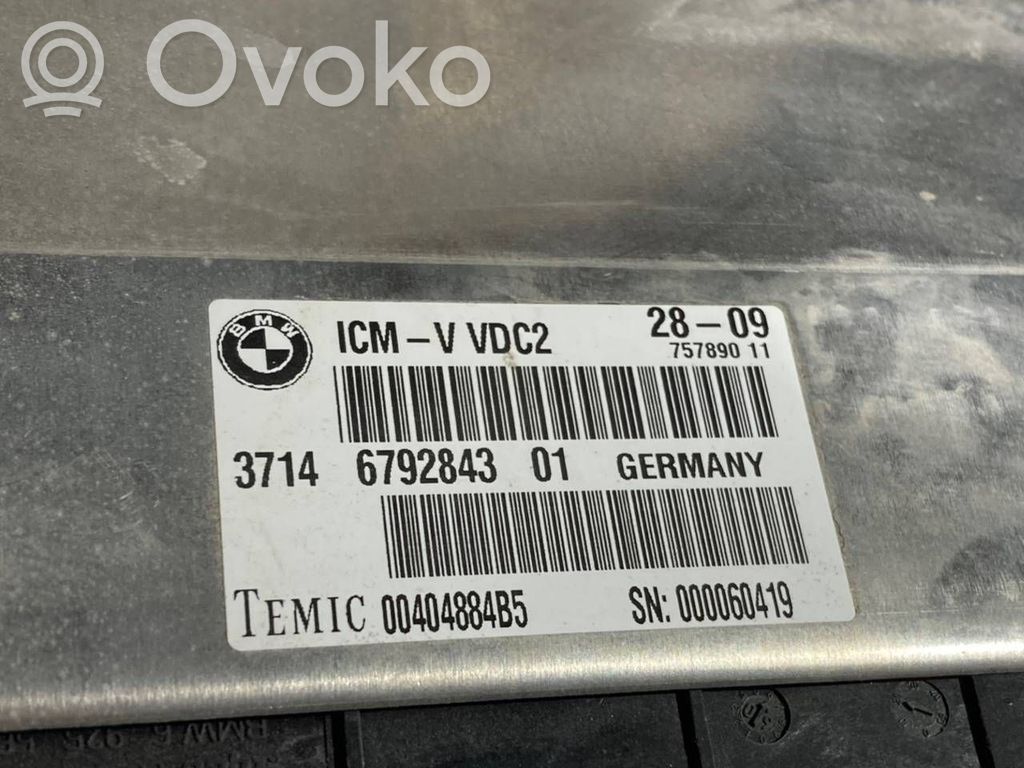 Ovoko
BMW
ICM-V VDC2
28-09
757890 11
3714 6792843 01 GERMANY
TEMIC 00404884B5 SN: 000060419